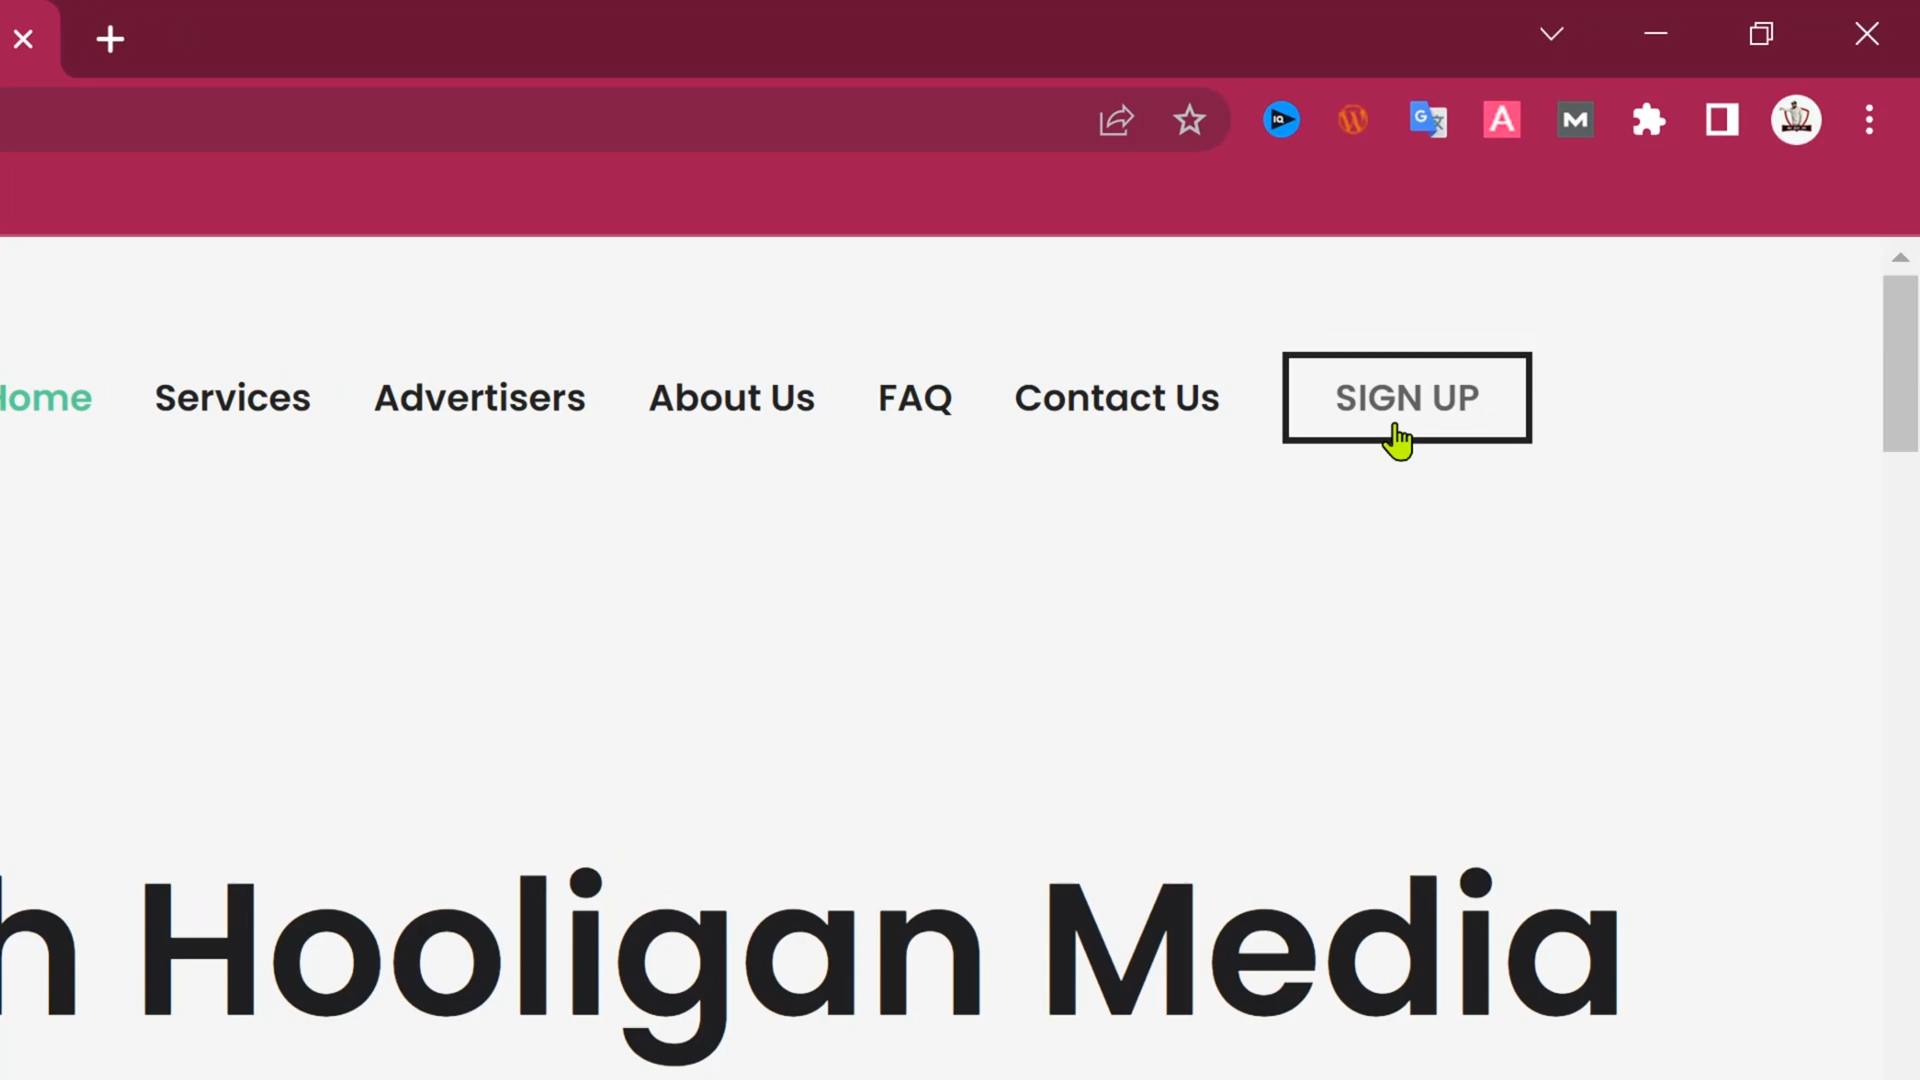 Home Services Advertisers About Us FAQ Contact Us SIGN UP
h Hooligan Media